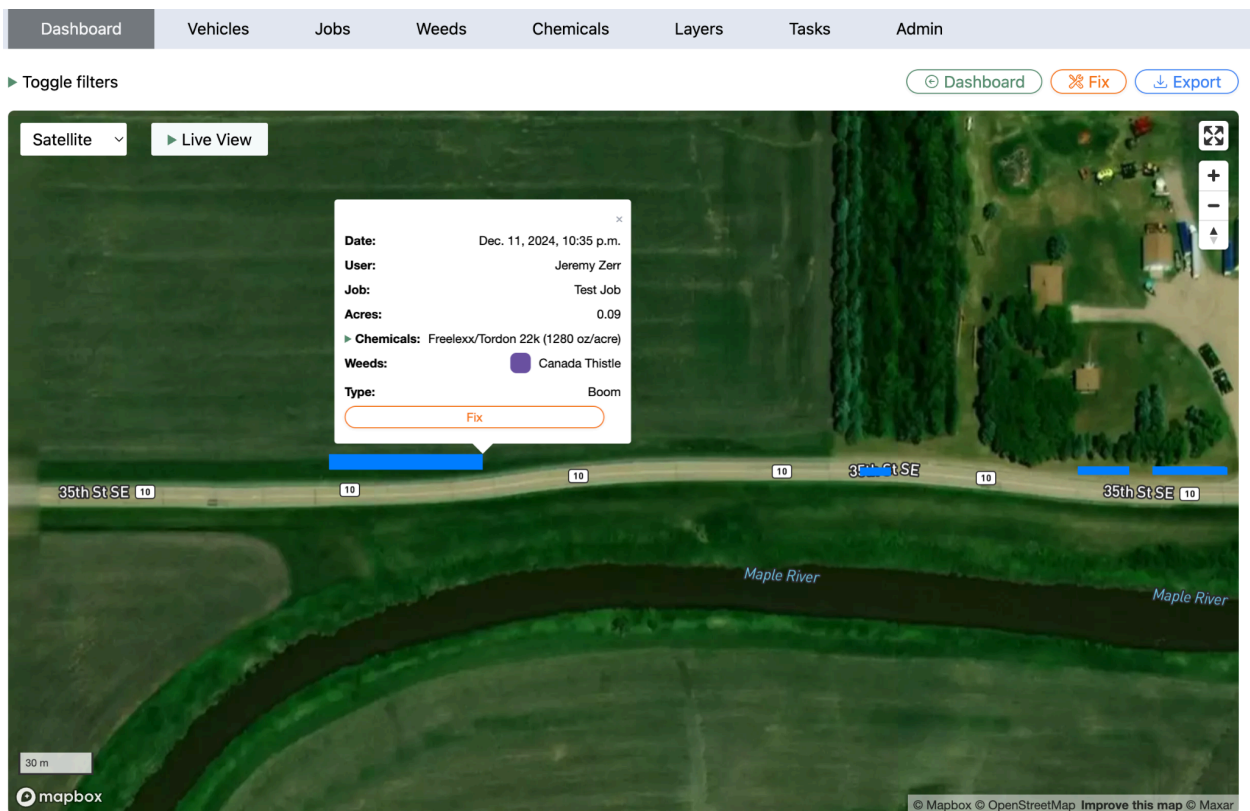 Dashboard Vehicles Jobs Weeds Chemicals Layers Tasks Admin
Toggle filters
Dashboard Fix Export
Satellite Live View
×
Date: Dec. 11, 2024, 10:35 p.m.
User: Jeremy Zerr
Job: Test Job
Acres: 0.09
Chemicals: Freelexx/Tordon 22k (1280 oz/acre)
Weeds: Canada Thistle
Type: Boom
Fix
35th St SE 10
10
10
10
35th St SE
10
35th St SE 10
Maple River
Maple River
30 m
mapbox
© Mapbox © OpenStreetMap Improve this map © Maxar